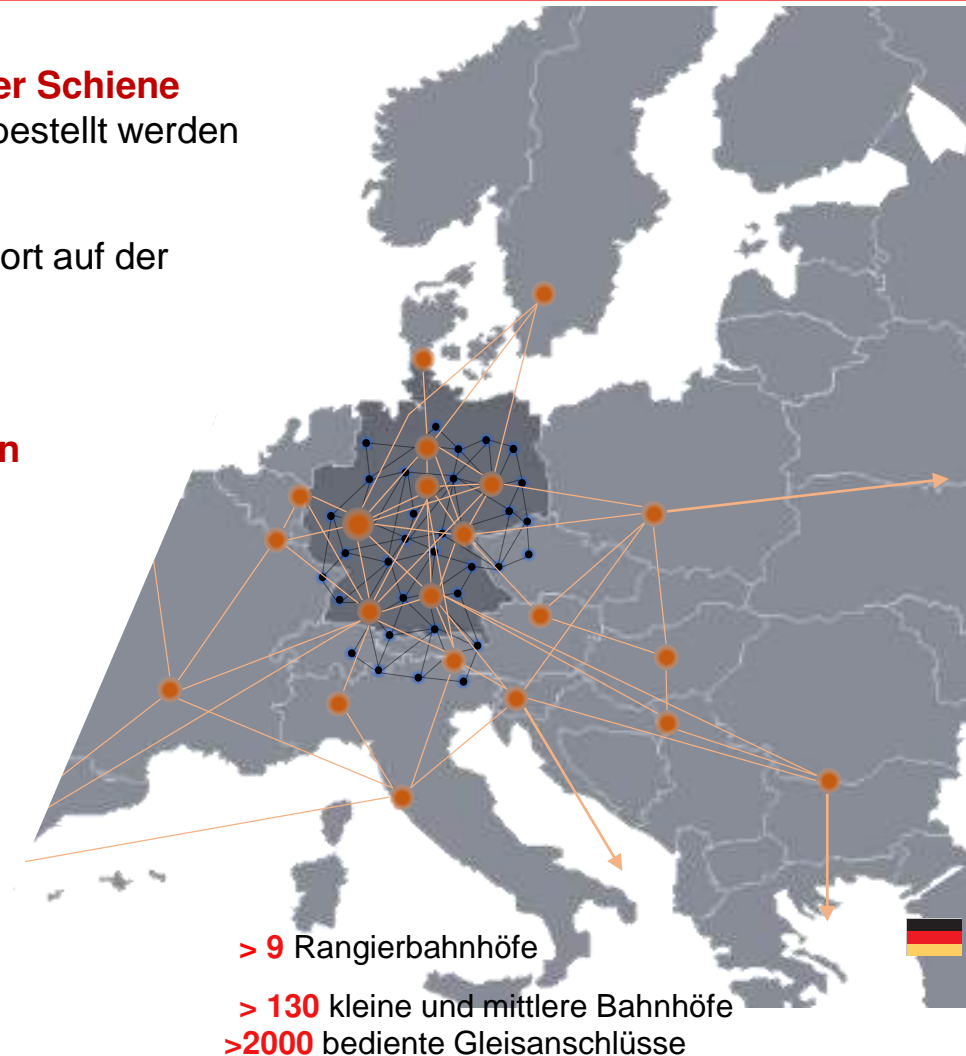 er Schiene
bestellt werden
ort auf der
n
> 9 Rangierbahnhöfe
> 130 kleine und mittlere Bahnhöfe
>2000 bediente Gleisanschlüsse